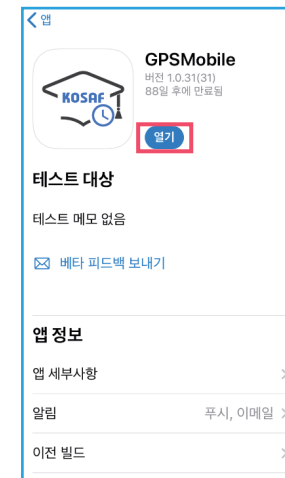 앱
GPSMobile
버전 1.0.31(31)
88일 후에 만료됨
KOSAF
열기
테스트 대상
테스트 메모 없음
베타 피드백 보내기
앱 정보
앱 세부사항
알림 푸시, 이메일
이전 빌드